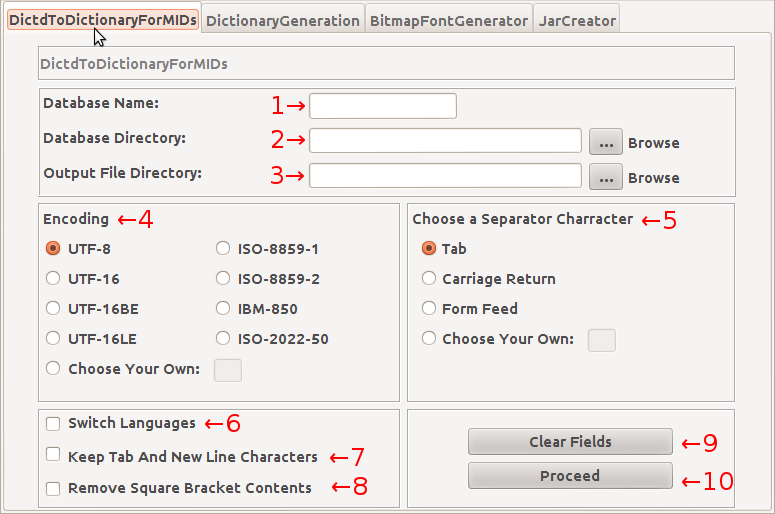 DictdToDictionaryForMIDs DictionaryGeneration BitmapFontGenerator JarCreator
DictdToDictionaryForMIDs
Database Name: 1→
Database Directory: 2→ ... Browse
Output File Directory: 3→ ... Browse
Encoding ←4
UTF-8 ISO-8859-1
UTF-16 ISO-8859-2
UTF-16BE IBM-850
UTF-16LE ISO-2022-50
Choose Your Own:
Choose a Separator Charracter ←5
Tab
Carriage Return
Form Feed
Choose Your Own:
Switch Languages ←6
Keep Tab And New Line Characters ←7
Remove Square Bracket Contents ←8
Clear Fields ←9
Proceed ←10